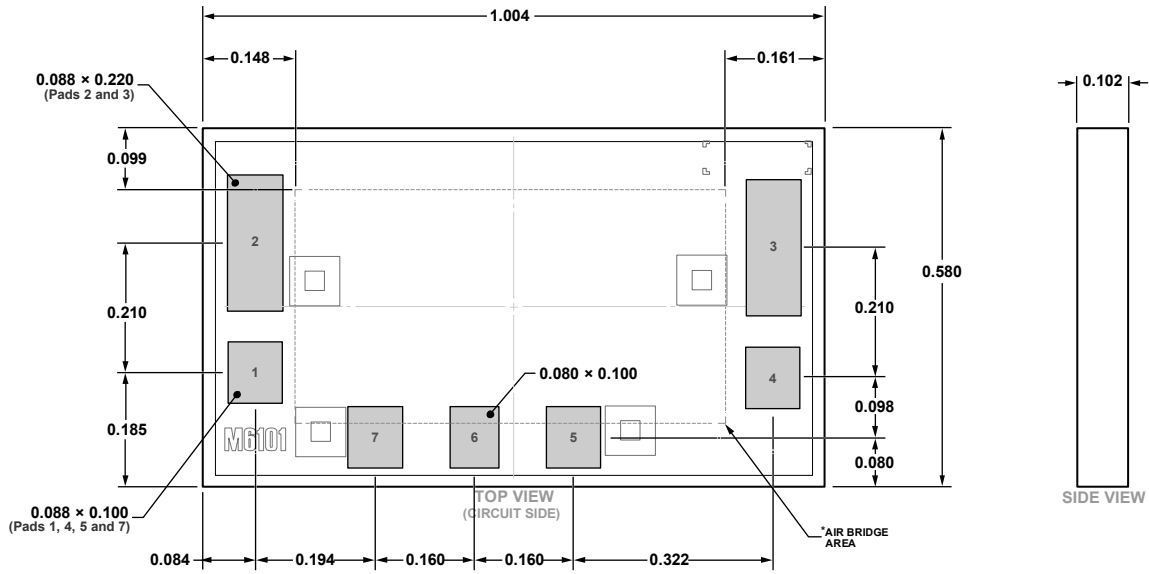 1.004
0.148
0.161
0.088 × 0.220
(Pads 2 and 3)
0.102
0.099
2
3
0.580
0.210
0.210
1
0.080 × 0.100
4
0.098
0.185
M6101
7
6
5
0.080
TOP VIEW
(CIRCUIT SIDE)
SIDE VIEW
0.088 × 0.100
(Pads 1, 4, 5 and 7)
*AIR BRIDGE
AREA
0.084
0.194
0.160
0.160
0.322